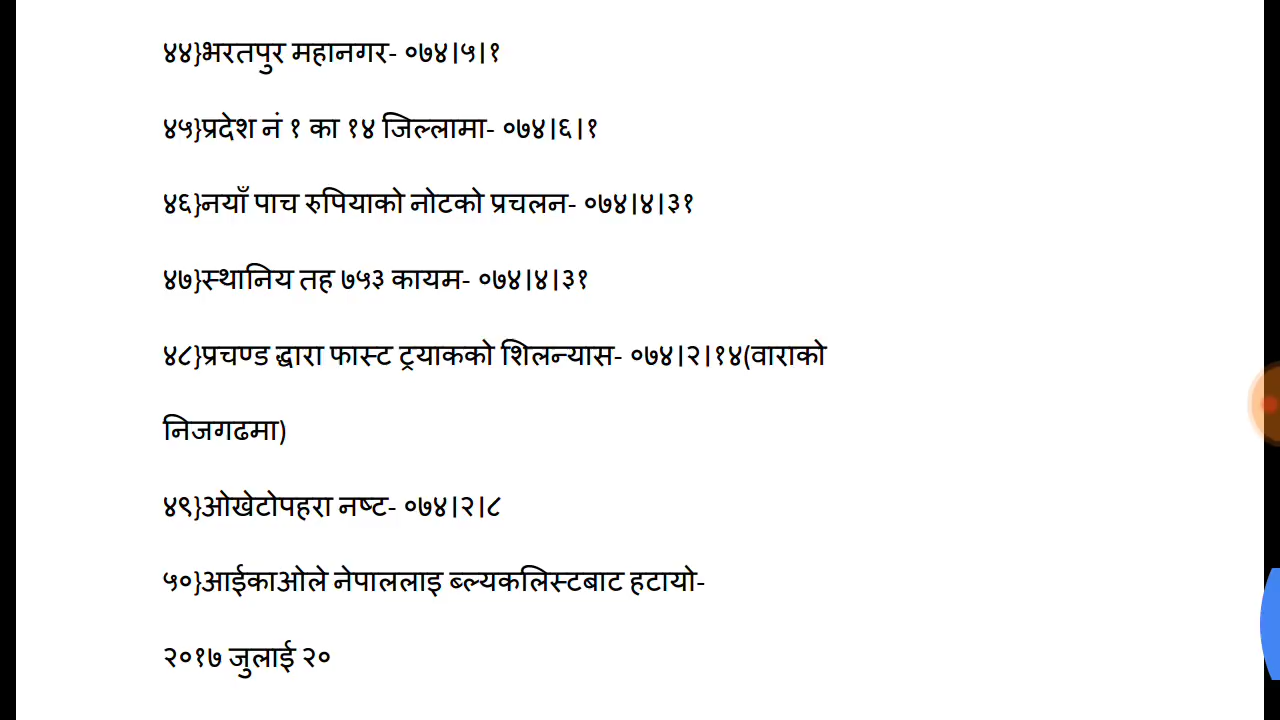 ४४}भरतपुर महानगर- ०७४।५।१
४५}प्रदेश नं १ का १४ जिल्लामा- ०७४।६।१
४६}नयाँ पाच रुपियाको नोटको प्रचलन- ०७४।४।३१
४७}स्थानिय तह ७५३ कायम- ०७४।४।३१
४८}प्रचण्ड द्धारा फास्ट ट्रयाकको शिलन्यास- ०७४।२।१४(वाराको
निजगढमा)
४९}ओखेटोपहरा नष्ट- ०७४।२।८
५०}आईकाओले नेपाललाइ ब्ल्यकलिस्टबाट हटायो-
२०१७ जुलाई २०